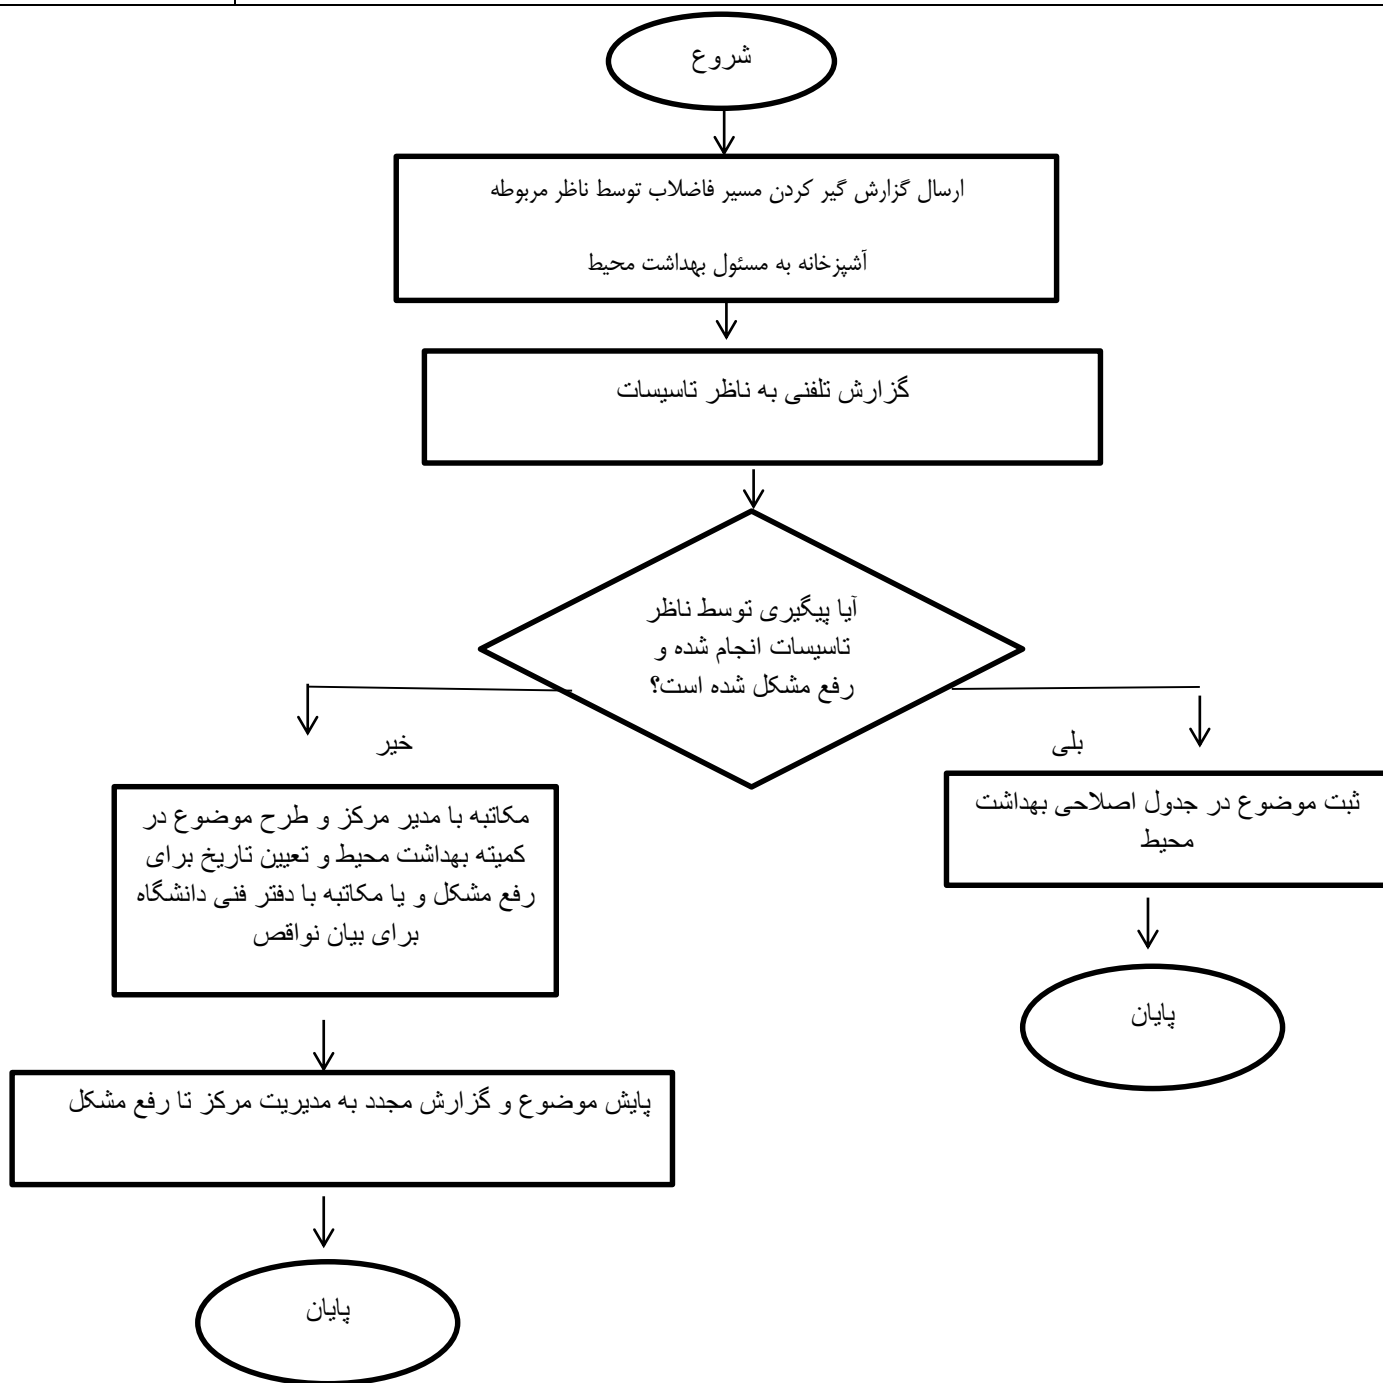 شروع
ارسال گزارش گیر کردن مسیر فاضلاب توسط ناظر مربوطه
آشپزخانه به مسئول بهداشت محیط
گزارش تلفنی به ناظر تاسیسات
آیا پیگیری توسط ناظر
تاسیسات انجام شده و
رفع مشکل شده است؟
بلی
خیر
ثبت موضوع در جدول اصلاحی بهداشت
محیط
پایان
مکاتبه با مدیر مرکز و طرح موضوع در
کمیته بهداشت محیط و تعیین تاریخ برای
رفع مشکل و یا مکاتبه با دفتر فنی دانشگاه
برای بیان نواقص
پایش موضوع و گزارش مجدد به مدیریت مرکز تا رفع مشکل
پایان